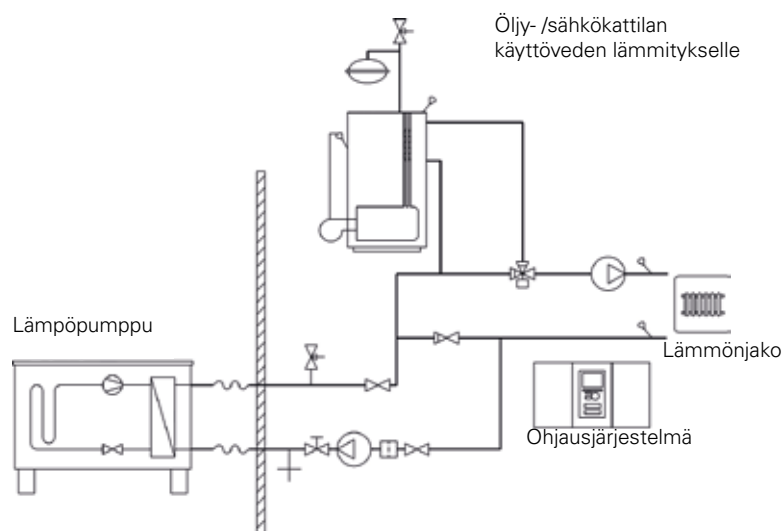 Öljy- /sähkökattilan
käyttöveden lämmitykselle
Lämpöpumppu
Lämmönjako
Ohjausjärjestelmä